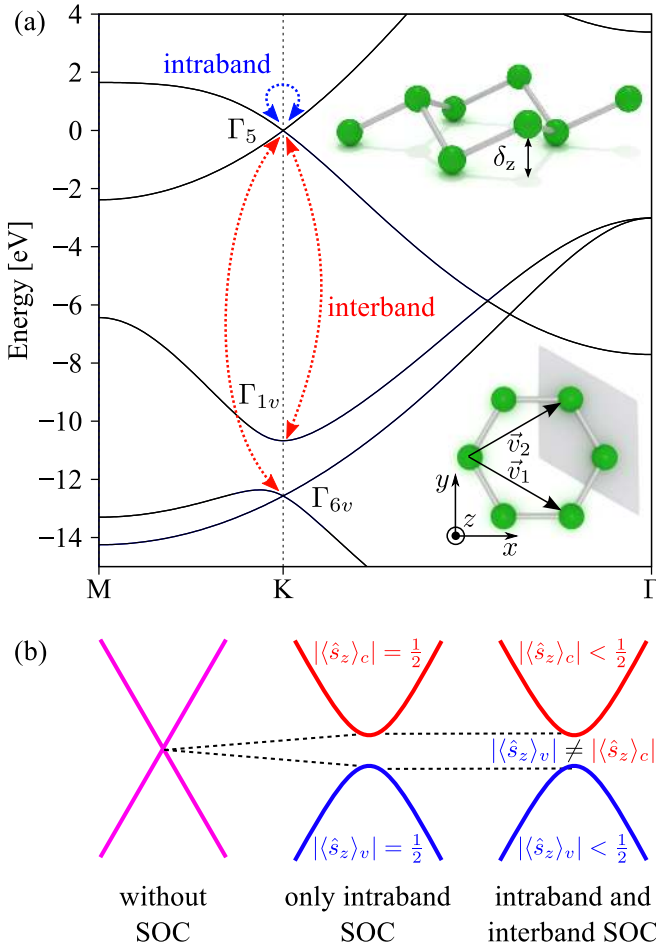 (a)
4
2
0
−2
−4
−6
−8
−10
−12
−14
Energy [eV]
M
K
Γ
intraband
interband
Γ5
Γ1v
Γ6v
δz
v⃗2
v⃗1
y
z
x
(b)
|⟨ŝz⟩c| = 1/2
|⟨ŝz⟩c| < 1/2
|⟨ŝz⟩v| ≠ |⟨ŝz⟩c|
|⟨ŝz⟩v| = 1/2
|⟨ŝz⟩v| < 1/2
without
SOC
only intraband
SOC
intraband and
interband SOC